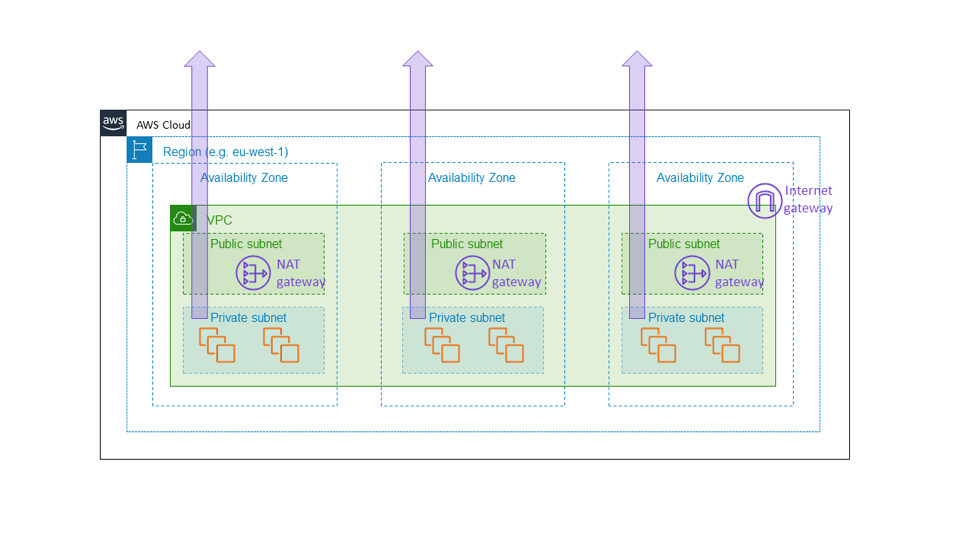 aws
AWS Cloud
Region (e.g. eu-west-1)
Availability Zone
Availability Zone
Availability Zone
Internet
gateway
VPC
Public subnet
NAT
gateway
Public subnet
NAT
gateway
Public subnet
NAT
gateway
Private subnet
Private subnet
Private subnet